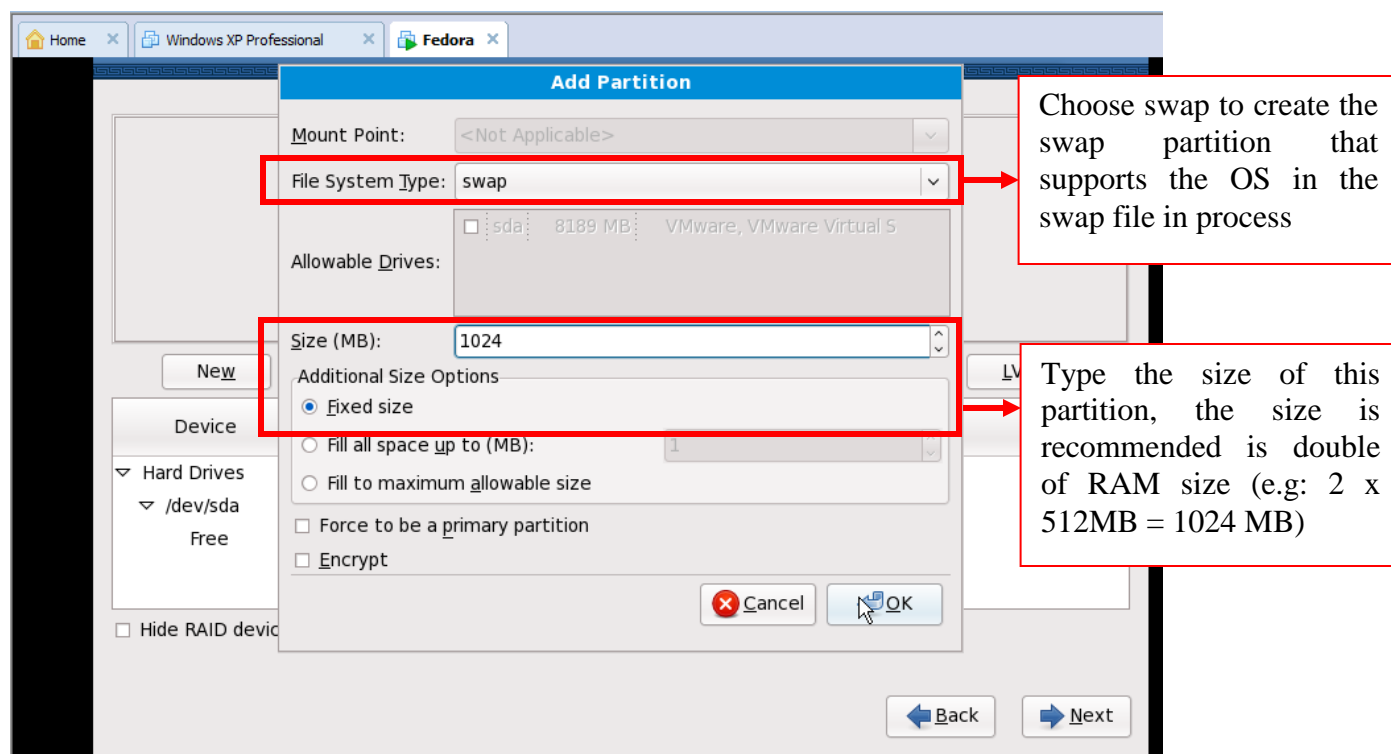 Home
Windows XP Professional
Fedora
Add Partition
Mount Point: <Not Applicable>
File System Type: swap
sda 8189 MB VMware, VMware Virtual S
Allowable Drives:
Size (MB): 1024
Additional Size Options
Fixed size
Fill all space up to (MB): 1
Fill to maximum allowable size
Force to be a primary partition
Encrypt
Cancel OK
New
LV
Device
Hard Drives
/dev/sda
Free
Hide RAID devic
Back Next
Choose swap to create the
swap partition that
supports the OS in the
swap file in process
Type the size of this
partition, the size is
recommended is double
of RAM size (e.g: 2 x
512MB = 1024 MB)